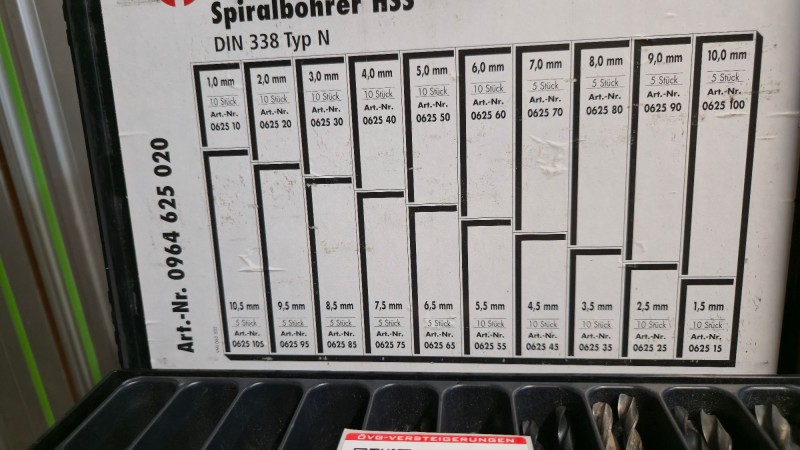 Spiralbohrer HSS
DIN 338 Typ N
Art.-Nr. 0964 625 020
1,0 mm
10 Stück
Art.-Nr.
0625 10
2,0 mm
10 Stück
Art.-Nr.
0625 20
3,0 mm
10 Stück
Art.-Nr.
0625 30
4,0 mm
10 Stück
Art.-Nr.
0625 40
5,0 mm
10 Stück
Art.-Nr.
0625 50
6,0 mm
10 Stück
Art.-Nr.
0625 60
7,0 mm
5 Stück
Art.-Nr.
0625 70
8,0 mm
5 Stück
Art.-Nr.
0625 80
9,0 mm
5 Stück
Art.-Nr.
0625 90
10,0 mm
5 Stück
Art.-Nr.
0625 100
10,5 mm
5 Stück
Art.-Nr.
0625 105
9,5 mm
5 Stück
Art.-Nr.
0625 95
8,5 mm
5 Stück
Art.-Nr.
0625 85
7,5 mm
5 Stück
Art.-Nr.
0625 75
6,5 mm
5 Stück
Art.-Nr.
0625 65
5,5 mm
10 Stück
Art.-Nr.
0625 55
4,5 mm
10 Stück
Art.-Nr.
0625 45
3,5 mm
10 Stück
Art.-Nr.
0625 35
2,5 mm
10 Stück
Art.-Nr.
0625 25
1,5 mm
10 Stück
Art.-Nr.
0625 15
ÖVB-VERSTEIGERUNGEN